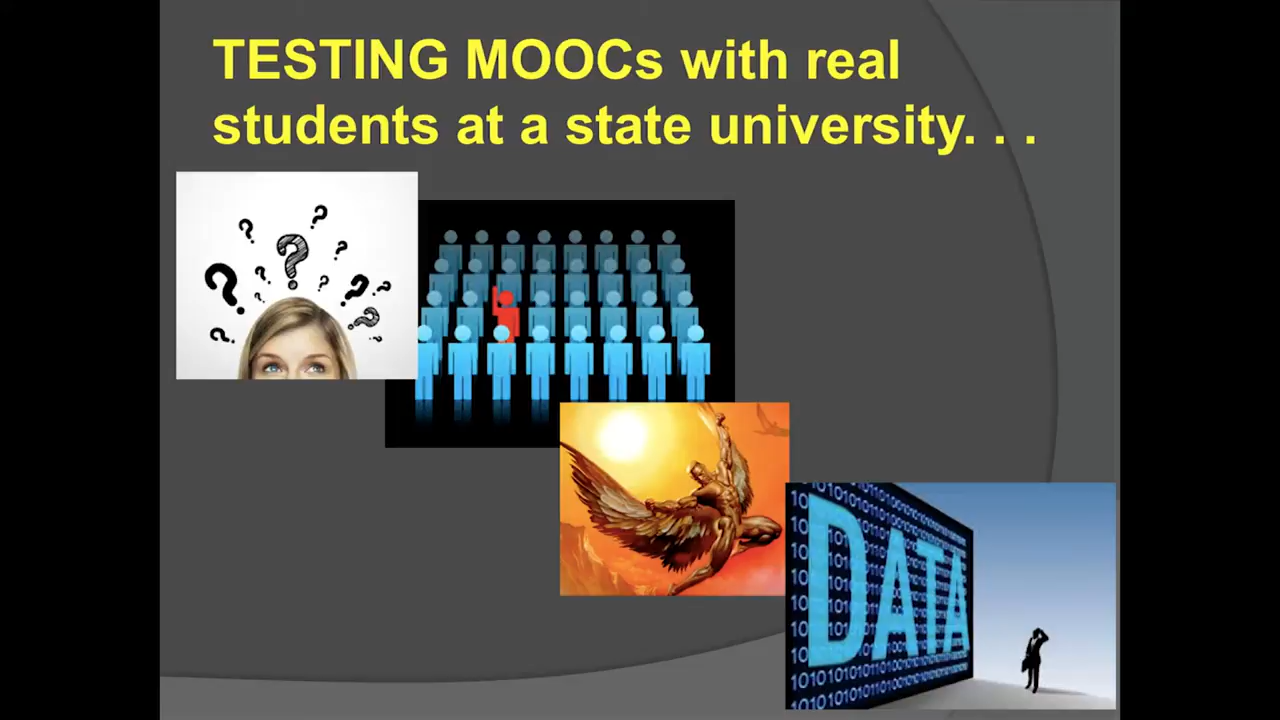 TESTING MOOCs with real
students at a state university. . .
DATA